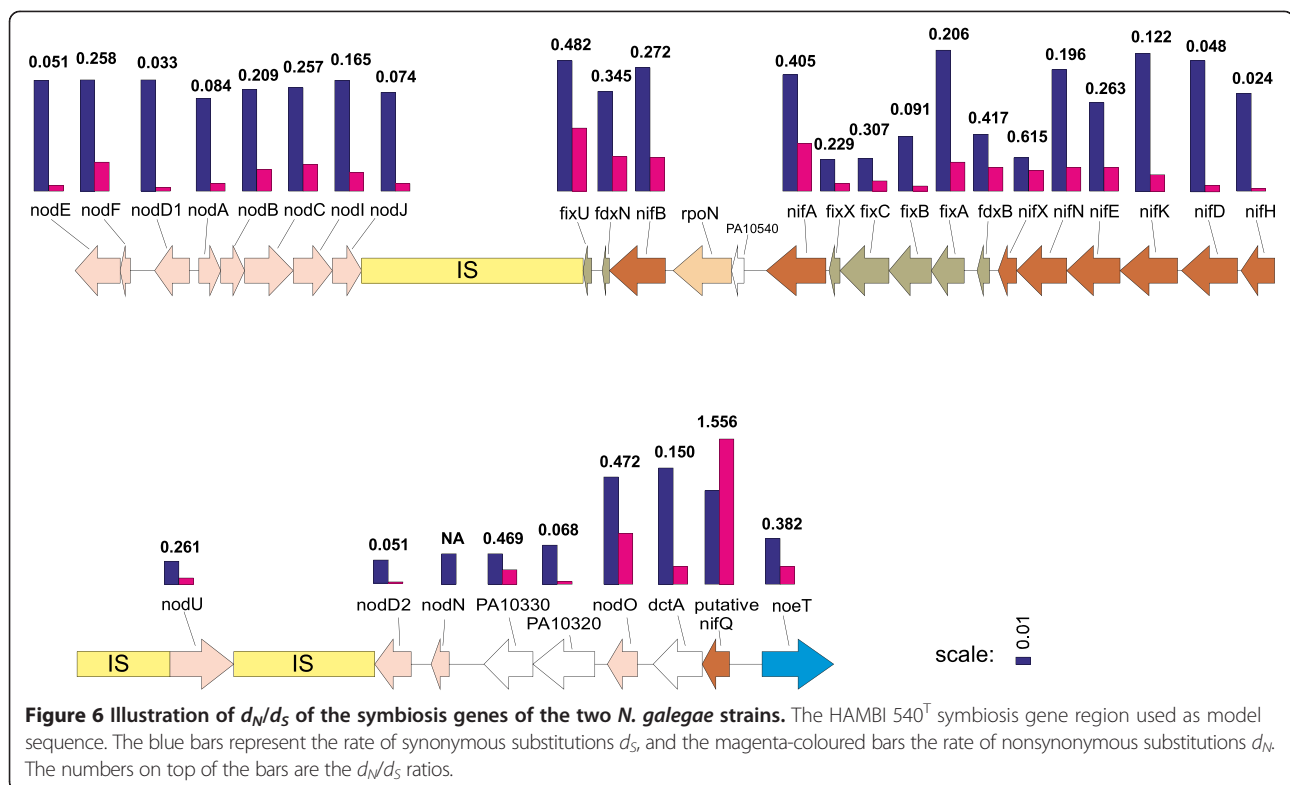 0.051 0.258 0.033 0.084 0.209 0.257 0.165 0.074 0.482 0.345 0.272 0.405 0.229 0.307 0.091 0.206 0.417 0.615 0.196 0.263 0.122 0.048 0.024
nodE nodF nodD1 nodA nodB nodC nodI nodJ fixU fdxN nifB rpoN PA10540 nifA fixX fixC fixB fixA fdxB nifX nifN nifE nifK nifD nifH
IS
0.261 0.051 NA 0.469 0.068 0.472 0.150 1.556 0.382
nodU nodD2 nodN PA10330 PA10320 nodO dctA putative nifQ noeT
IS IS
scale: 0.01
Figure 6 Illustration of dN/dS of the symbiosis genes of the two N. galegae strains. The HAMBI 540T symbiosis gene region used as model
sequence. The blue bars represent the rate of synonymous substitutions dS, and the magenta-coloured bars the rate of nonsynonymous substitutions dN.
The numbers on top of the bars are the dN/dS ratios.